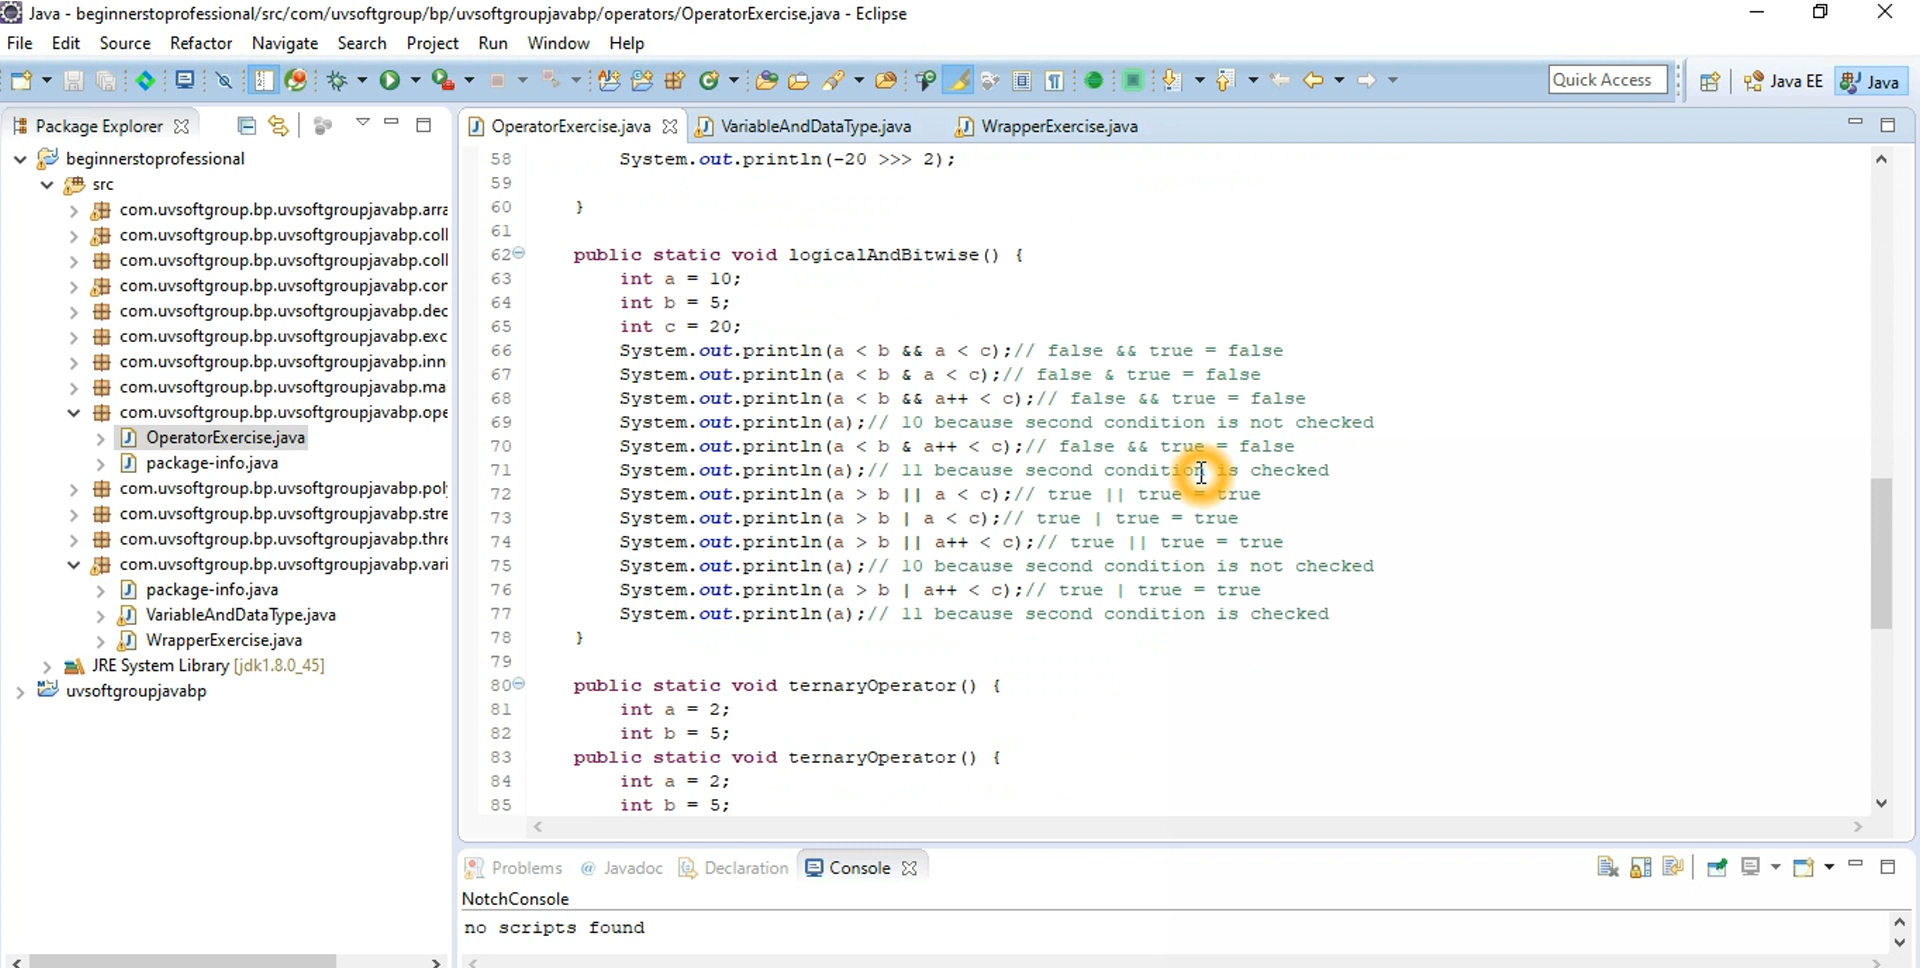 Java - beginnerstoprofessional/src/com/uvsoftgroup/bp/uvsoftgroupjavabp/operators/OperatorExercise.java - Eclipse
File Edit Source Refactor Navigate Search Project Run Window Help
Quick Access Java EE Java
Package Explorer
beginnerstoprofessional
src
com.uvsoftgroup.bp.uvsoftgroupjavabp.arra
com.uvsoftgroup.bp.uvsoftgroupjavabp.coll
com.uvsoftgroup.bp.uvsoftgroupjavabp.coll
com.uvsoftgroup.bp.uvsoftgroupjavabp.cor
com.uvsoftgroup.bp.uvsoftgroupjavabp.dec
com.uvsoftgroup.bp.uvsoftgroupjavabp.exc
com.uvsoftgroup.bp.uvsoftgroupjavabp.inn
com.uvsoftgroup.bp.uvsoftgroupjavabp.ma
com.uvsoftgroup.bp.uvsoftgroupjavabp.ope
OperatorExercise.java
package-info.java
com.uvsoftgroup.bp.uvsoftgroupjavabp.pol
com.uvsoftgroup.bp.uvsoftgroupjavabp.stre
com.uvsoftgroup.bp.uvsoftgroupjavabp.thre
com.uvsoftgroup.bp.uvsoftgroupjavabp.vari
package-info.java
VariableAndDataType.java
WrapperExercise.java
JRE System Library [jdk1.8.0_45]
uvsoftgroupjavabp
OperatorExercise.java VariableAndDataType.java WrapperExercise.java
58 System.out.println(-20 >>> 2);
59
60 }
61
62 public static void logicalAndBitwise() {
63 int a = 10;
64 int b = 5;
65 int c = 20;
66 System.out.println(a < b && a < c);// false && true = false
67 System.out.println(a < b & a < c);// false & true = false
68 System.out.println(a < b && a++ < c);// false && true = false
69 System.out.println(a);// 10 because second condition is not checked
70 System.out.println(a < b & a++ < c);// false && true = false
71 System.out.println(a);// 11 because second condition is checked
72 System.out.println(a > b || a < c);// true || true = true
73 System.out.println(a > b | a < c);// true | true = true
74 System.out.println(a > b || a++ < c);// true || true = true
75 System.out.println(a);// 10 because second condition is not checked
76 System.out.println(a > b | a++ < c);// true | true = true
77 System.out.println(a);// 11 because second condition is checked
78 }
79
80 public static void ternaryOperator() {
81 int a = 2;
82 int b = 5;
83 public static void ternaryOperator() {
84 int a = 2;
85 int b = 5;
Problems @ Javadoc Declaration Console
NotchConsole
no scripts found